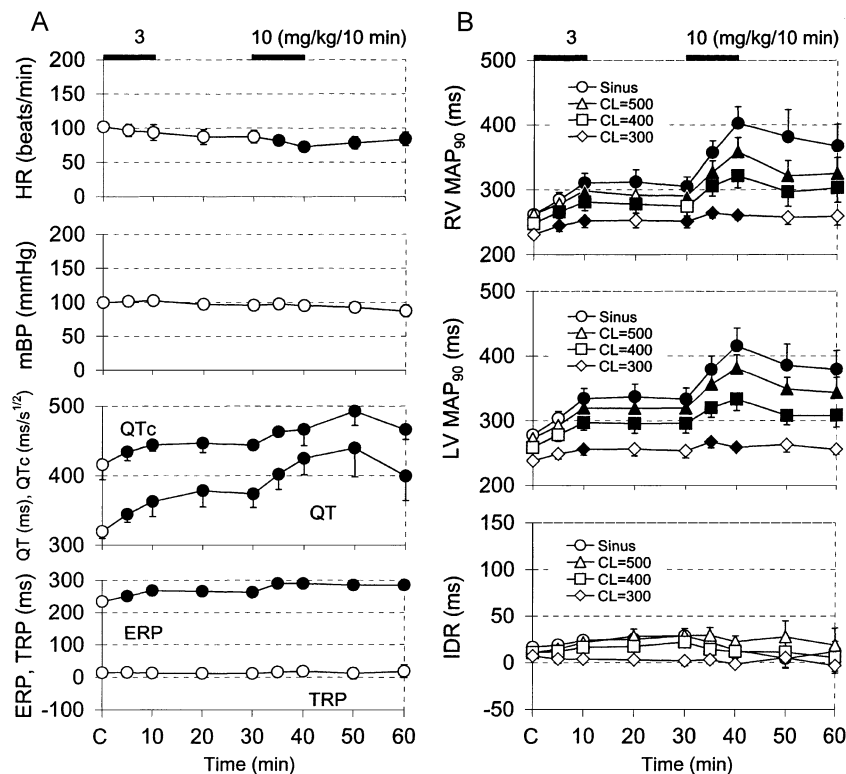 A
3
10 (mg/kg/10 min)
HR (beats/min)
200
150
100
50
0
mBP (mmHg)
200
150
100
50
0
QT (ms), QTc (ms/s1/2)
500
400
300
QTc
QT
ERP, TRP (ms)
300
200
100
0
-100
ERP
TRP
C
10
20
30
40
50
60
Time (min)
B
3
10 (mg/kg/10 min)
RV MAP90 (ms)
500
400
300
200
Sinus
CL=500
CL=400
CL=300
LV MAP90 (ms)
500
400
300
200
Sinus
CL=500
CL=400
CL=300
IDR (ms)
150
100
50
0
-50
Sinus
CL=500
CL=400
CL=300
C
10
20
30
40
50
60
Time (min)